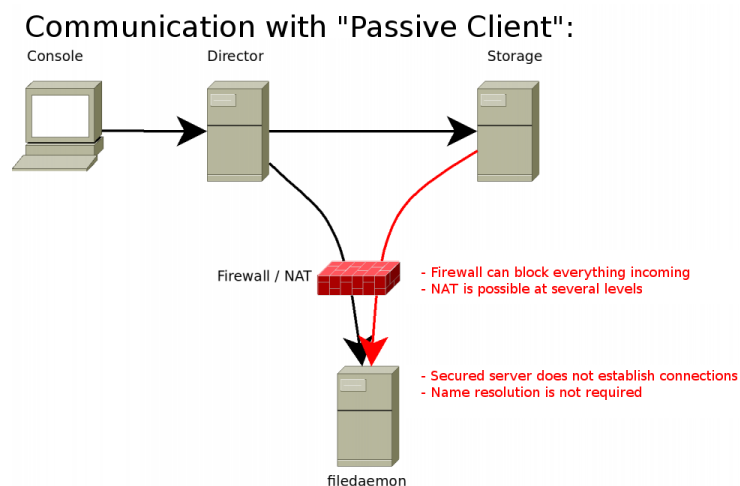 Communication with "Passive Client":
Console
Director
Storage
Firewall / NAT
- Firewall can block everything incoming
- NAT is possible at several levels
- Secured server does not establish connections
- Name resolution is not required
filedaemon